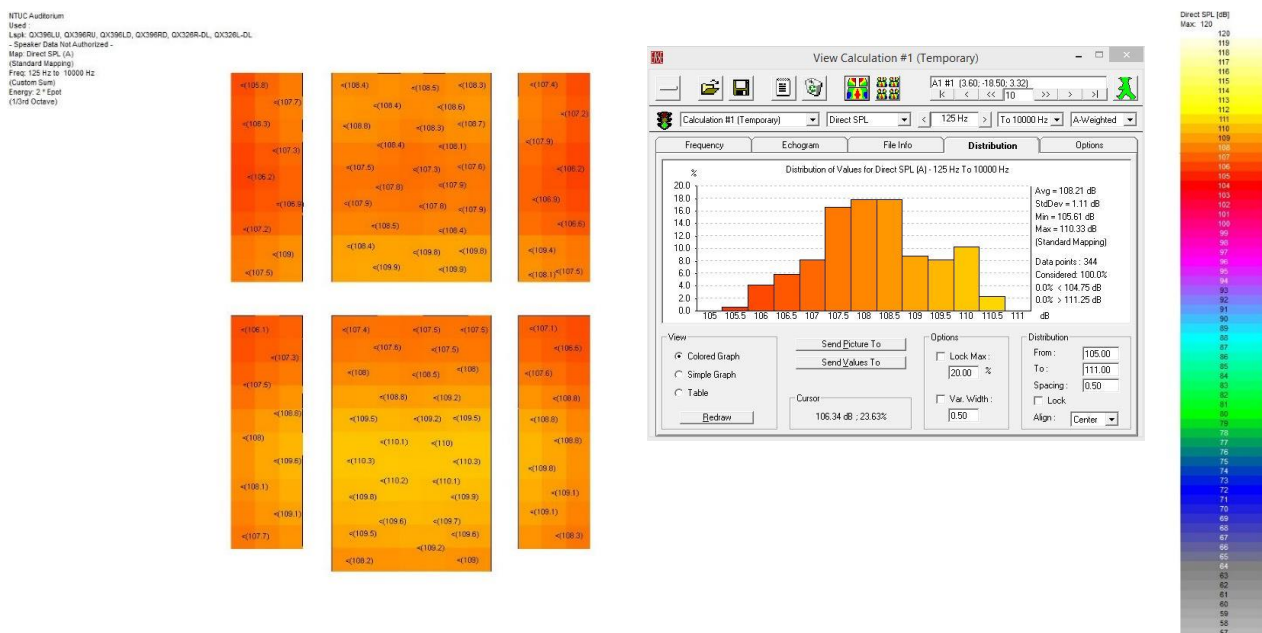 NTUC Auditorium
Used :
Lspk: QX396LU, QX396RU, QX396LD, QX396RD, QX326R-DL, QX326L-DL
- Speaker Data Not Authorized -
Map: Direct SPL (A)
(Standard Mapping)
Freq: 125 Hz to 10000 Hz
(Custom Sum)
Energy: 2 * Epot
(1/3rd Octave)
<(105.8) <(108.4) <(108.5) <(108.3) <(107.4)
<(107.7) <(108.4) <(108.6) <(107.2)
<(108.3) <(108.8) <(108.3) <(108.7)
<(107.3) <(108.4) <(108.1) <(107.9)
<(106.2) <(107.5) <(107.3) <(107.6) <(106.2)
<(107.8) <(107.9)
<(106.9) <(107.9) <(107.8) <(107.9) <(106.9)
<(107.2) <(108.5) <(108.4) <(106.6)
<(109) <(108.4) <(109.8) <(109.8) <(109.4)
<(107.5) <(109.9) <(109.9) <(108.1) <(107.5)
<(106.1) <(107.4) <(107.5) <(107.5) <(107.1)
<(107.3) <(107.6) <(107.5) <(106.5)
<(107.5) <(108) <(108.5) <(108) <(107.6)
<(108.8) <(109.2) <(108.8)
<(108.8) <(109.5) <(109.2) <(109.5) <(108.8)
<(108) <(110.1) <(110) <(108.8)
<(109.6) <(110.3) <(110.3) <(109.8)
<(108.1) <(110.2) <(110.1)
<(109.8) <(109.9) <(109.1)
<(109.1) <(109.6) <(109.7) <(109.1)
<(107.7) <(109.5) <(109.6) <(108.3)
<(109.2)
<(108.2) <(109)
View Calculation #1 (Temporary)
A1 #1 (3.60; -18.50; 3.32)
K < << 10 >> > >|
Calculation #1 (Temporary) Direct SPL < 125 Hz > To 10000 Hz A-Weighted
Frequency Echogram File Info Distribution Options
Distribution of Values for Direct SPL (A) - 125 Hz To 10000 Hz
%
20.0
18.0
16.0
14.0
12.0
10.0
8.0
6.0
4.0
2.0
0.0
105 105.5 106 106.5 107 107.5 108 108.5 109 109.5 110 110.5 111 dB
Avg = 108.21 dB
StdDev = 1.11 dB
Min = 105.61 dB
Max = 110.33 dB
(Standard Mapping)
Data points : 344
Considered: 100.0%
0.0% < 104.75 dB
0.0% > 111.25 dB
View
Colored Graph
Simple Graph
Table
Redraw
Send Picture To
Send Values To
Cursor
106.34 dB ; 23.63%
Options
Lock Max :
20.00 %
Var. Width :
0.50
Distribution
From : 105.00
To : 111.00
Spacing : 0.50
Lock
Align : Center
Direct SPL [dB]
Max: 120
120
119
118
117
116
115
114
113
112
111
110
109
108
107
106
105
104
103
102
101
100
99
98
97
96
95
94
93
92
91
90
89
88
87
86
85
84
83
82
81
80
79
78
77
76
75
74
73
72
71
70
69
68
67
66
65
64
63
62
61
60
59
58
57